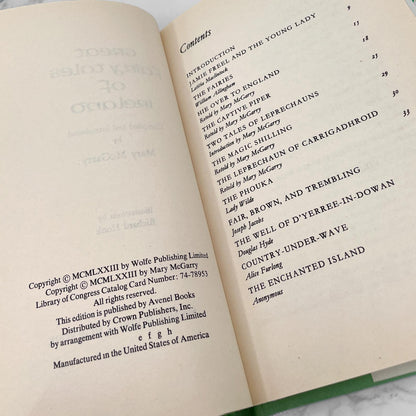 Copyright © MCMLXXIII by Wolfe Publishing Limited
Copyright © MCMLXXIII by Mary McGarry
Library of Congress Catalog Card Number: 74-78953
All rights reserved.
This edition is published by Avenel Books
Distributed by Crown Publishers, Inc.
by arrangement with Wolfe Publishing Limited
e f g h
Manufactured in the United States of America
Contents
INTRODUCTION 9
JAMIE FREEL AND THE YOUNG LADY
Letitia Maclintock 13
THE FAIRIES
William Allingham
HIE OVER TO ENGLAND 18
Retold by Mary McGarry
THE CAPTIVE PIPER
Retold by Mary McGarry 25
TWO TALES OF LEPRECHAUNS
Introduction by Mary McGarry 29
THE MAGIC SHILLING
Retold by Mary McGarry 30
THE LEPRECHAUN OF CARRIGADHROID
Retold by Mary McGarry 33
THE PHOUKA
Lady Wilde
FAIR, BROWN, AND TREMBLING
Joseph Jacobs
THE WELL OF D'YERREE-IN-DOWAN
Douglas Hyde
COUNTRY-UNDER-WAVE
Alice Furlong
THE ENCHANTED ISLAND
Anonymous